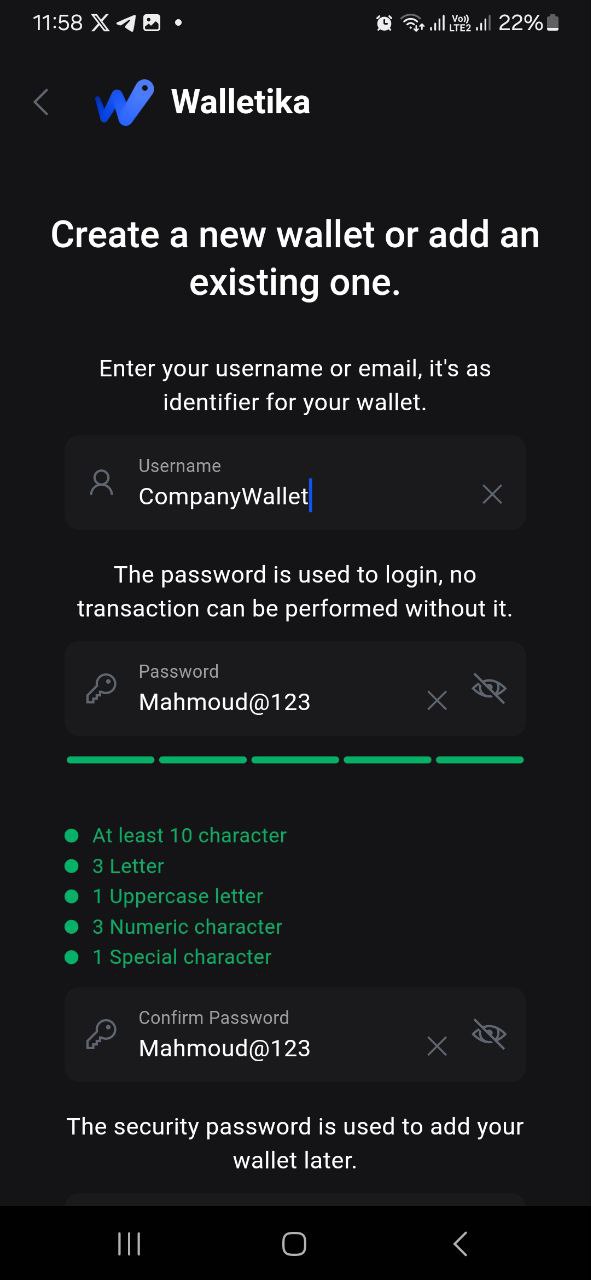 11:58
Vo))
LTE2
22%
Walletika
Create a new wallet or add an
existing one.
Enter your username or email, it's as
identifier for your wallet.
Username
CompanyWallet
The password is used to login, no
transaction can be performed without it.
Password
Mahmoud@123
At least 10 character
3 Letter
1 Uppercase letter
3 Numeric character
1 Special character
Confirm Password
Mahmoud@123
The security password is used to add your
wallet later.